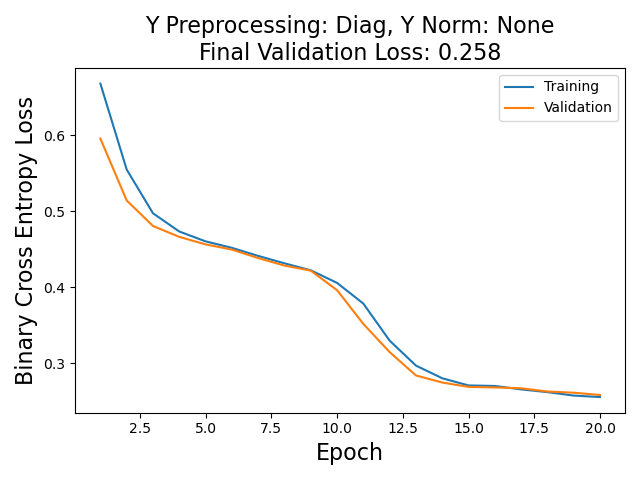 Y Preprocessing: Diag, Y Norm: None
Final Validation Loss: 0.258
Training
Validation
Binary Cross Entropy Loss
0.6
0.5
0.4
0.3
2.5 5.0 7.5 10.0 12.5 15.0 17.5 20.0
Epoch